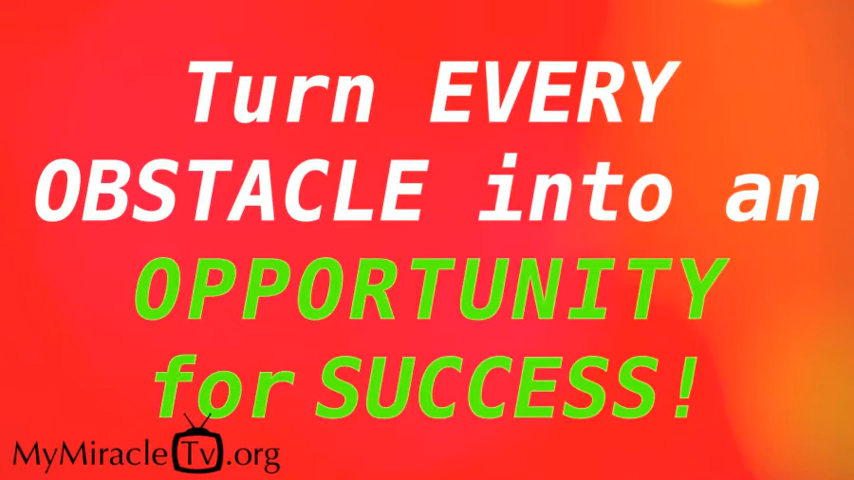 Turn EVERY
OBSTACLE into an
OPPORTUNITY
for SUCCESS!
MyMiracleTv.org